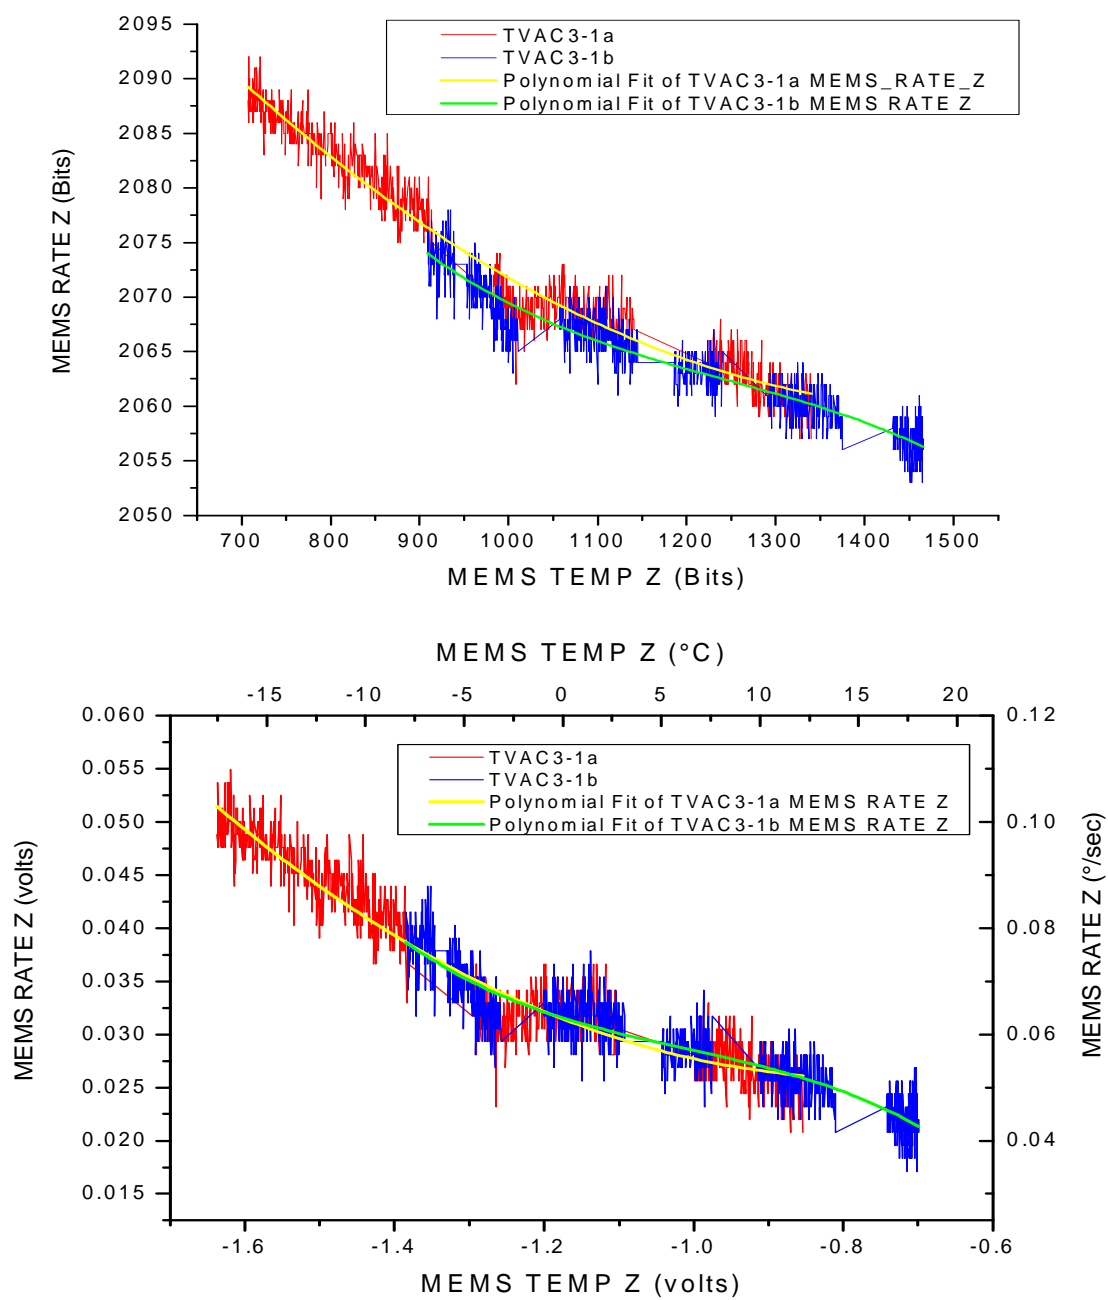 2095
2090
2085
2080
2075
2070
2065
2060
2055
2050
MEMS RATE Z (Bits)
TVAC3-1a
TVAC3-1b
Polynomial Fit of TVAC3-1a MEMS_RATE_Z
Polynomial Fit of TVAC3-1b MEMS RATE Z
700 800 900 1000 1100 1200 1300 1400 1500
MEMS TEMP Z (Bits)
MEMS TEMP Z (°C)
-15 -10 -5 0 5 10 15 20
0.060
0.055
0.050
0.045
0.040
0.035
0.030
0.025
0.020
0.015
MEMS RATE Z (volts)
TVAC3-1a
TVAC3-1b
Polynomial Fit of TVAC3-1a MEMS RATE Z
Polynomial Fit of TVAC3-1b MEMS RATE Z
0.12
0.10
0.08
0.06
0.04
MEMS RATE Z (°/sec)
-1.6 -1.4 -1.2 -1.0 -0.8 -0.6
MEMS TEMP Z (volts)